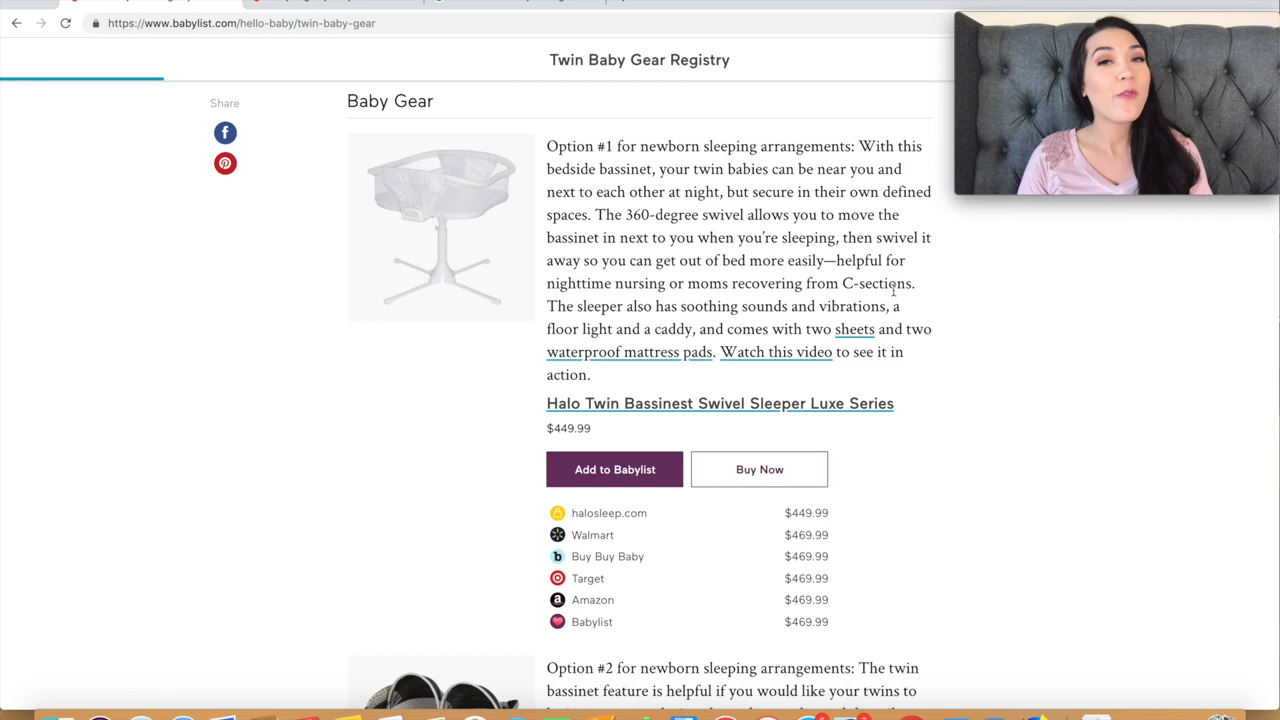 https://www.babylist.com/hello-baby/twin-baby-gear
Twin Baby Gear Registry
Share
Baby Gear
Option #1 for newborn sleeping arrangements: With this
bedside bassinet, your twin babies can be near you and
next to each other at night, but secure in their own defined
spaces. The 360-degree swivel allows you to move the
bassinet in next to you when you’re sleeping, then swivel it
away so you can get out of bed more easily—helpful for
nighttime nursing or moms recovering from C-sections.
The sleeper also has soothing sounds and vibrations, a
floor light and a caddy, and comes with two sheets and two
waterproof mattress pads. Watch this video to see it in
action.
Halo Twin Bassinest Swivel Sleeper Luxe Series
$449.99
Add to Babylist
Buy Now
halosleep.com $449.99
Walmart $469.99
Buy Buy Baby $469.99
Target $469.99
Amazon $469.99
Babylist $469.99
Option #2 for newborn sleeping arrangements: The twin
bassinet feature is helpful if you would like your twins to